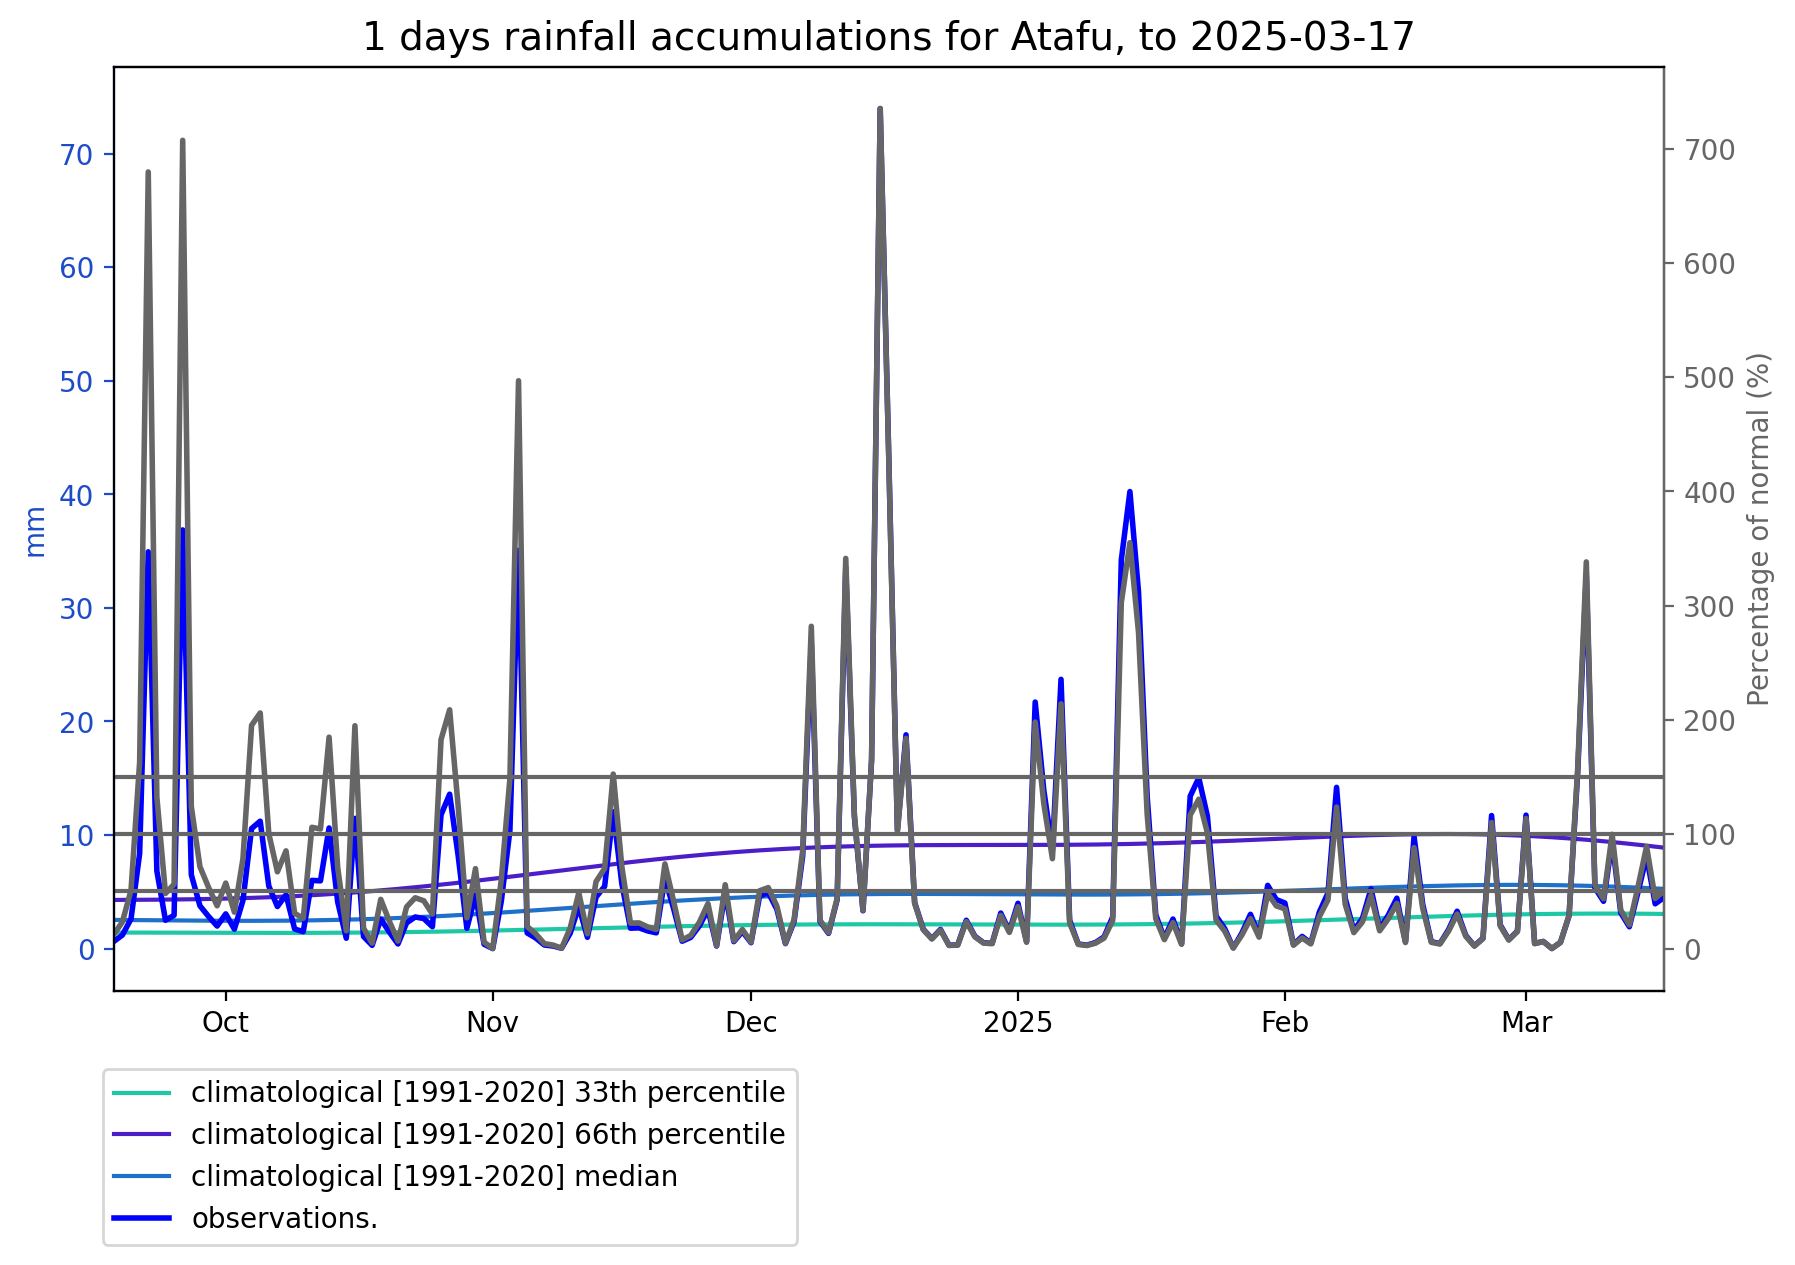 1 days rainfall accumulations for Atafu, to 2025-03-17
70
60
50
40
30
20
10
0
mm
700
600
500
400
300
200
100
0
Percentage of normal (%)
Oct
Nov
Dec
2025
Feb
Mar
climatological [1991-2020] 33th percentile
climatological [1991-2020] 66th percentile
climatological [1991-2020] median
observations.